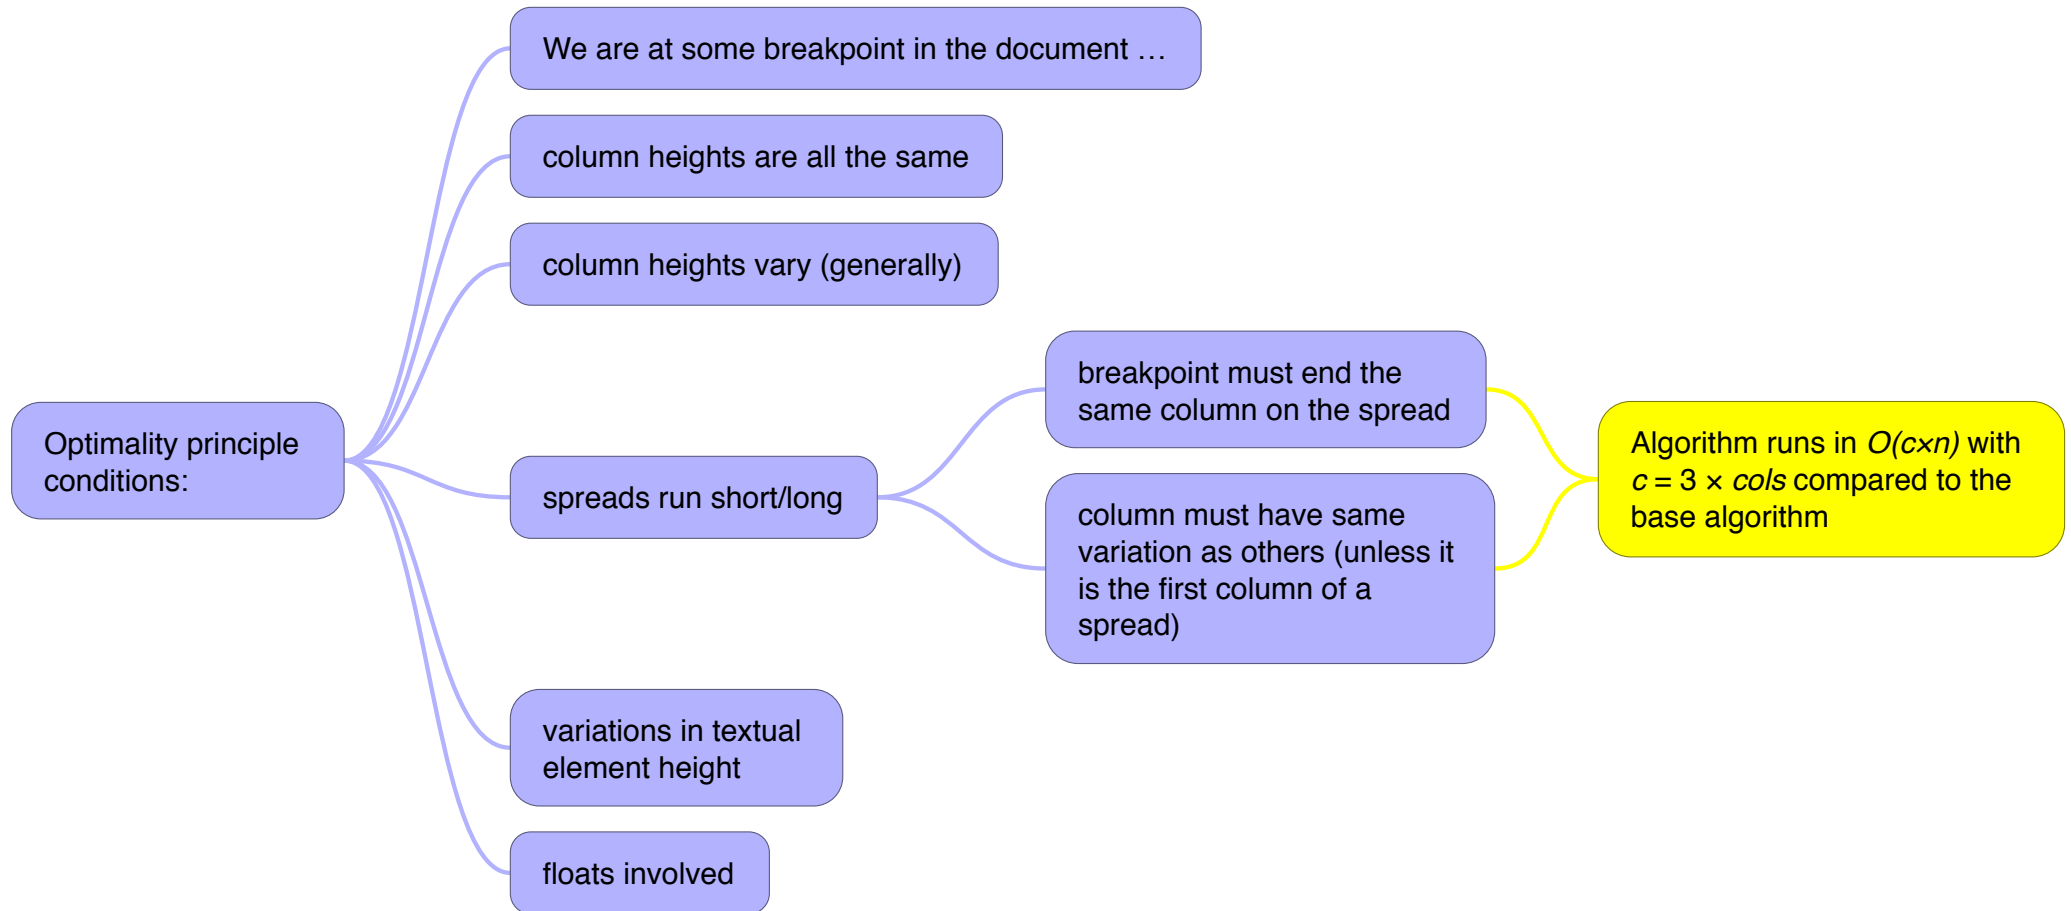 We are at some breakpoint in the document …
column heights are all the same
column heights vary (generally)
Optimality principle
conditions:
spreads run short/long
breakpoint must end the
same column on the spread
column must have same
variation as others (unless it
is the first column of a
spread)
Algorithm runs in O(c×n) with
c = 3 × cols compared to the
base algorithm
variations in textual
element height
floats involved